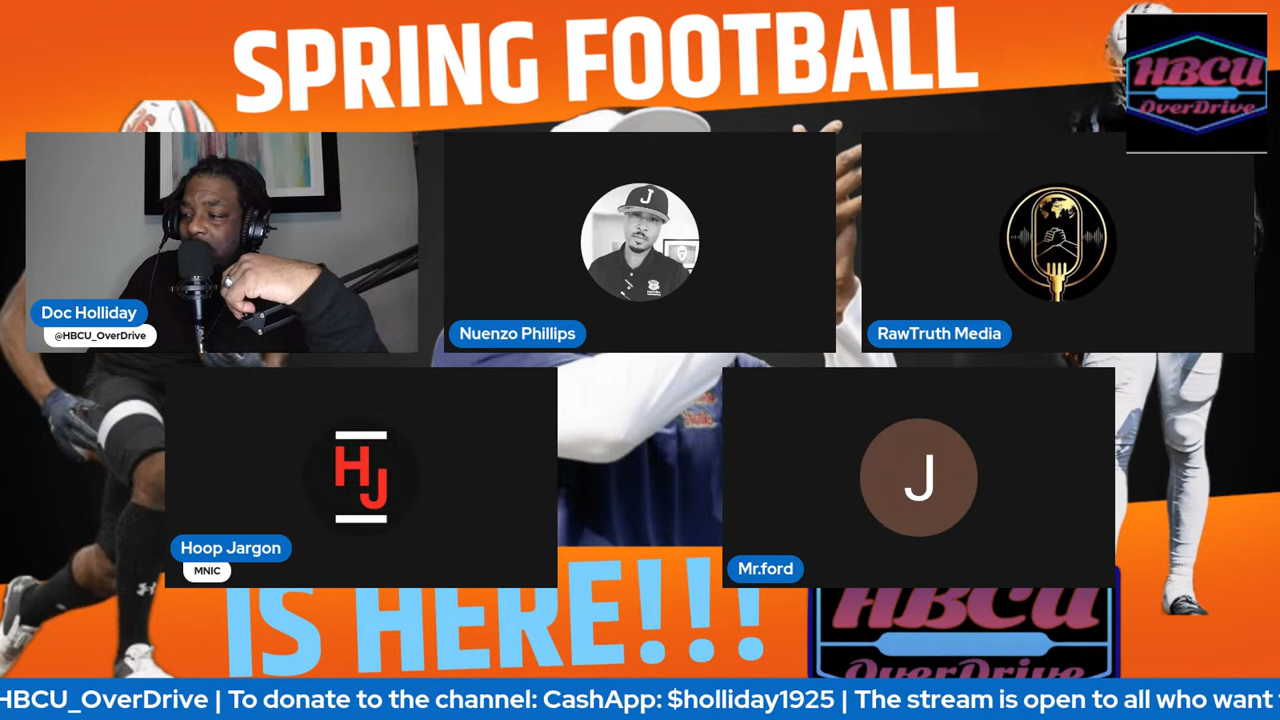 SPRING FOOTBALL
HBCU
OverDrive
J
Doc Holliday
@HBCU_OverDrive
Nuenzo Phillips
RawTruth Media
HJ
J
Hoop Jargon
MNIC
Mr.ford
IS HERE!!!
HBCU
OverDrive
HBCU_OverDrive | To donate to the channel: CashApp: $holliday1925 | The stream is open to all who want